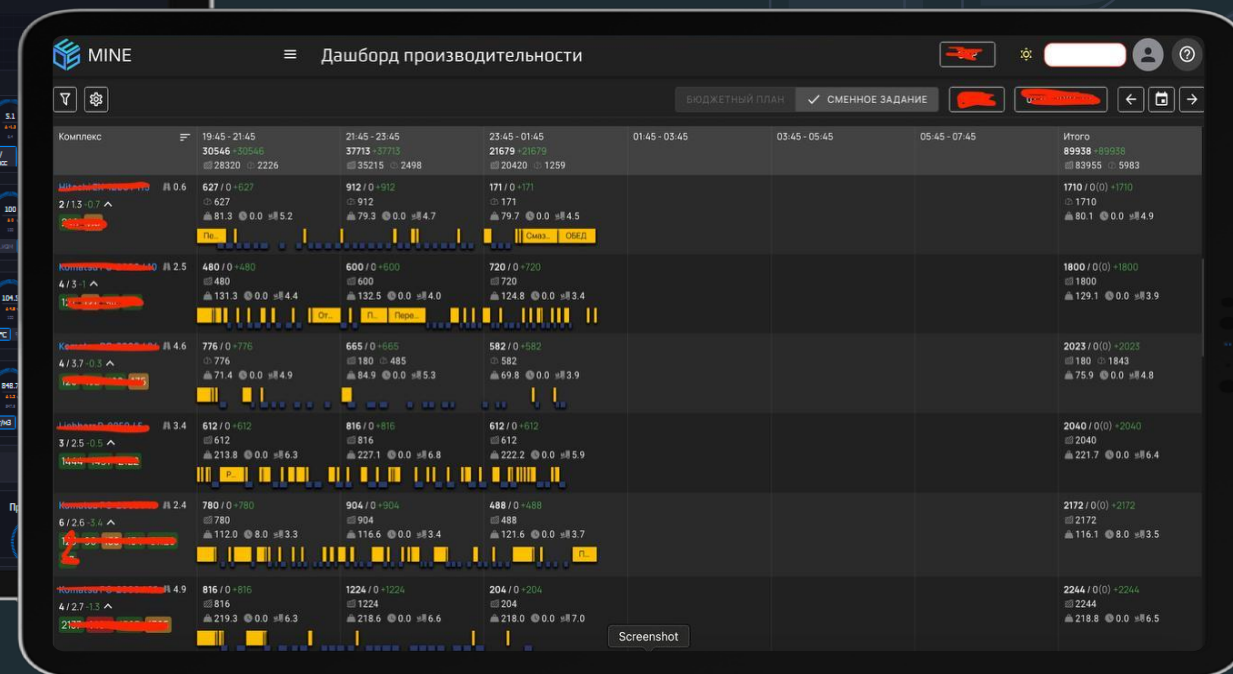 MINE
Дашборд производительности
БЮДЖЕТНЫЙ ПЛАН СМЕННОЕ ЗАДАНИЕ
Комплекс 19:45 - 21:45 21:45 - 23:45 23:45 - 01:45 01:45 - 03:45 03:45 - 05:45 05:45 - 07:45 Итого
30546 +30546 37713 +37713 21679 +21679 89938 +89938
28320 2226 35215 2498 20420 1259 83955 5983
0.6 627 / 0 +627 912 / 0 +912 171 / 0 +171 1710 / 0(0) +1710
2 / 1.3 -0.7 627 912 171 1710
81.3 0.0 5.2 79.3 0.0 4.7 79.7 0.0 4.5 80.1 0.0 4.9
Пе.. Смаз.. ОБЕД
2.5 480 / 0 +480 600 / 0 +600 720 / 0 +720 1800 / 0(0) +1800
4 / 3 -1 480 600 720 1800
131.3 0.0 4.4 132.5 0.0 4.0 124.8 0.0 3.4 129.1 0.0 3.9
От.. П.. Пере..
4.6 776 / 0 +776 665 / 0 +665 582 / 0 +582 2023 / 0(0) +2023
4 / 3.7 -0.3 776 180 485 582 180 1843
71.4 0.0 4.9 84.9 0.0 5.3 69.8 0.0 3.9 75.9 0.0 4.8
3.4 612 / 0 +612 816 / 0 +816 612 / 0 +612 2040 / 0(0) +2040
3 / 2.5 -0.5 612 816 612 2040
213.8 0.0 6.3 227.1 0.0 6.8 222.2 0.0 5.9 221.7 0.0 6.4
Р..
2.4 780 / 0 +780 904 / 0 +904 488 / 0 +488 2172 / 0(0) +2172
6 / 2.6 -3.4 780 904 488 2172
112.0 8.0 3.3 116.6 0.0 3.4 121.6 0.0 3.7 116.1 8.0 3.5
П..
4.9 816 / 0 +816 1224 / 0 +1224 204 / 0 +204 2244 / 0(0) +2244
4 / 2.7 -1.3 816 1224 204 2244
219.3 0.0 6.3 218.6 0.0 6.6 218.0 0.0 7.0 218.8 0.0 6.5
Screenshot